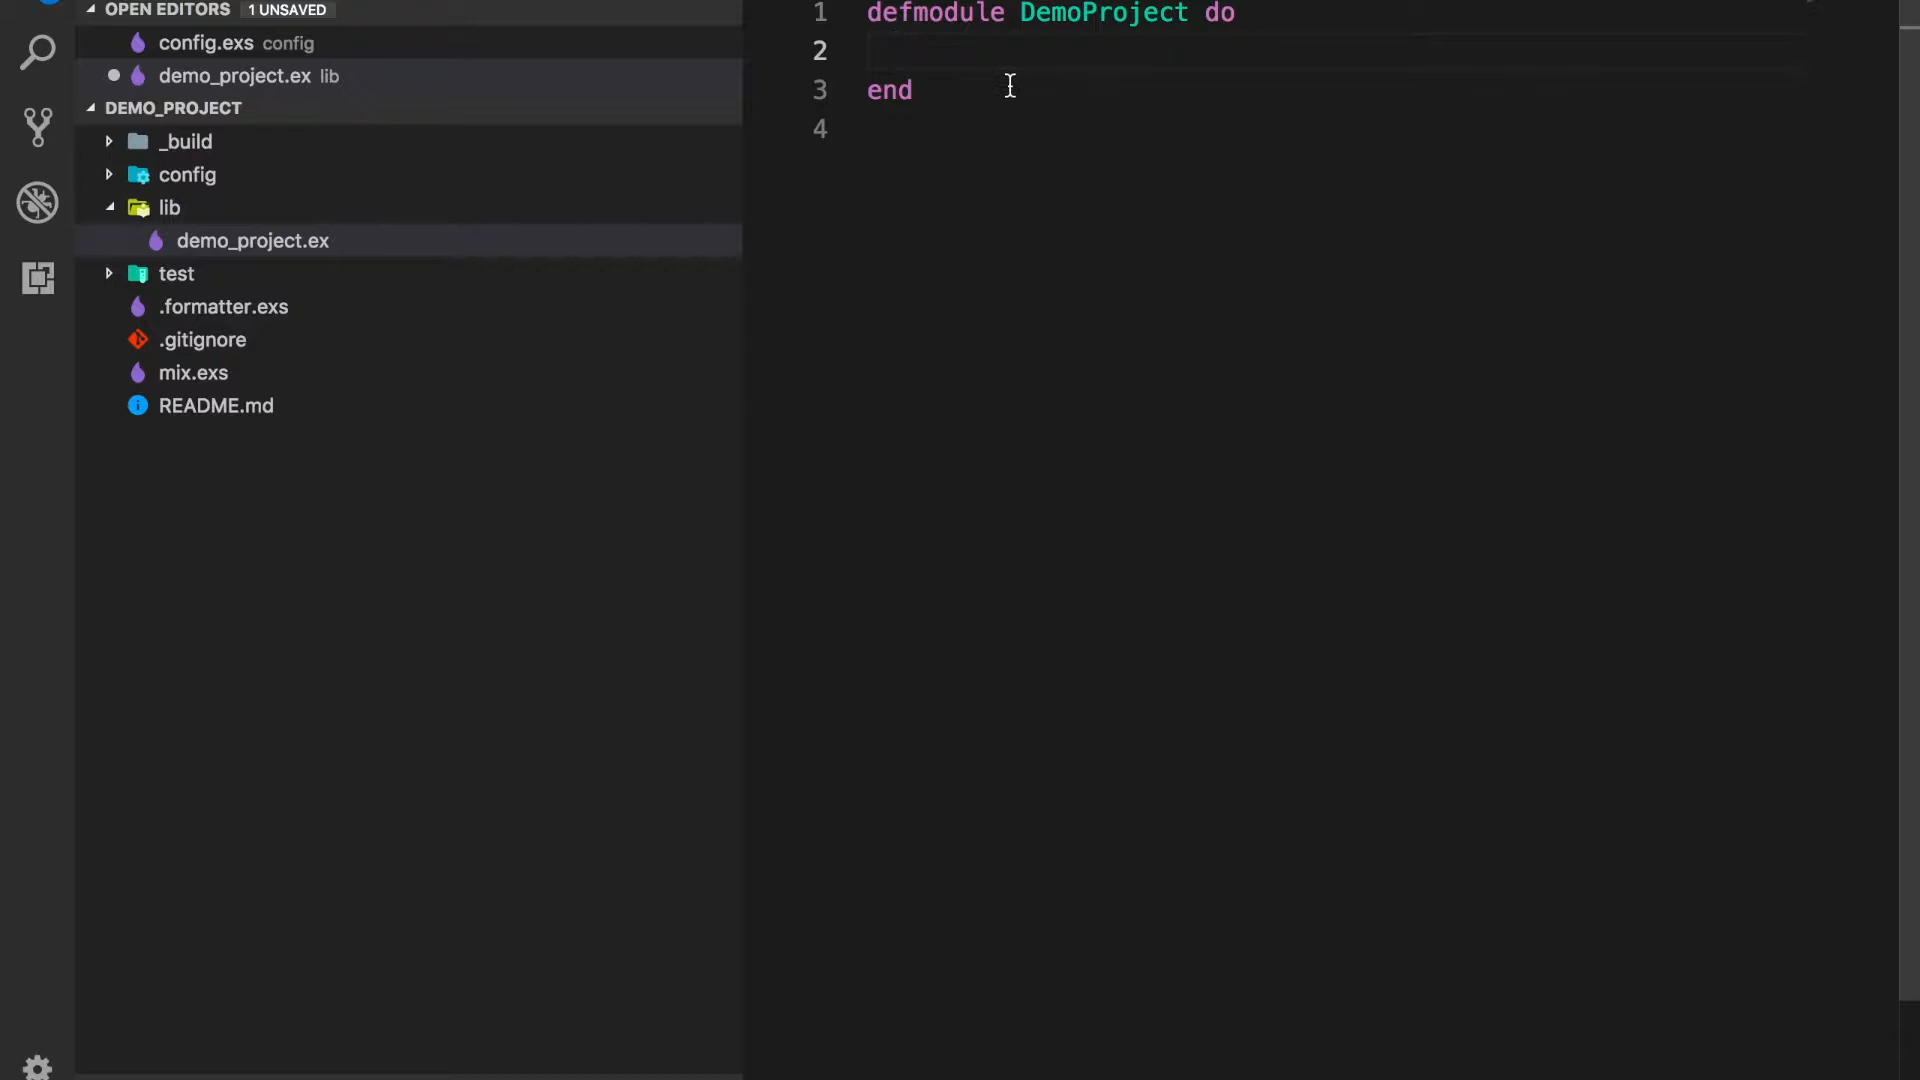 OPEN EDITORS 1 UNSAVED
config.exs config
demo_project.ex lib
DEMO_PROJECT
_build
config
lib
demo_project.ex
test
.formatter.exs
.gitignore
mix.exs
README.md
1 defmodule DemoProject do
2
3 end
4